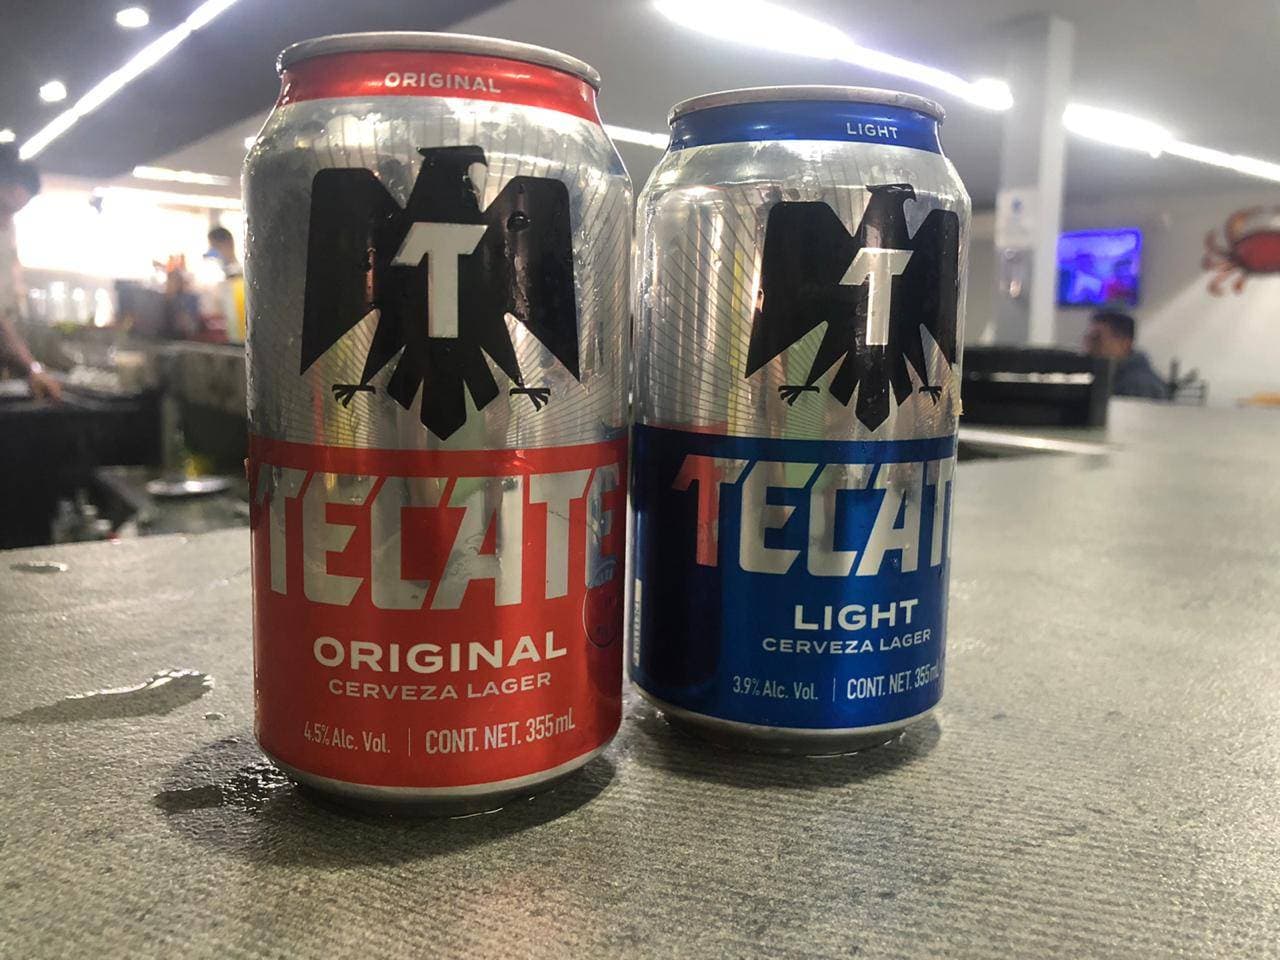 ORIGINAL
T
TECATE
ORIGINAL
CERVEZA LAGER
4.5% Alc. Vol. | CONT. NET. 355 mL
LIGHT
T
TECAT
LIGHT
CERVEZA LAGER
3.9% Alc. Vol. | CONT. NET. 355 mL